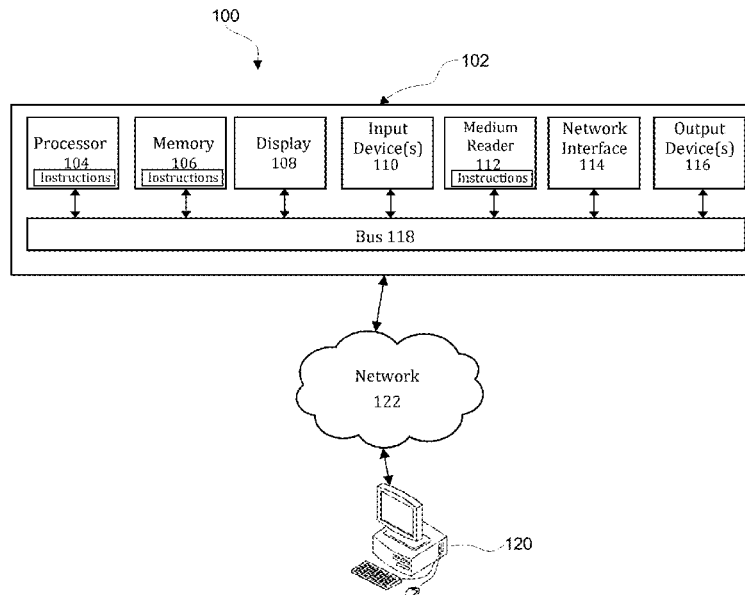 100
102
Processor
104
Instructions
Memory
106
Instructions
Display
108
Input
Device(s)
110
Medium
Reader
112
Instructions
Network
Interface
114
Output
Device(s)
116
Bus 118
Network
122
120